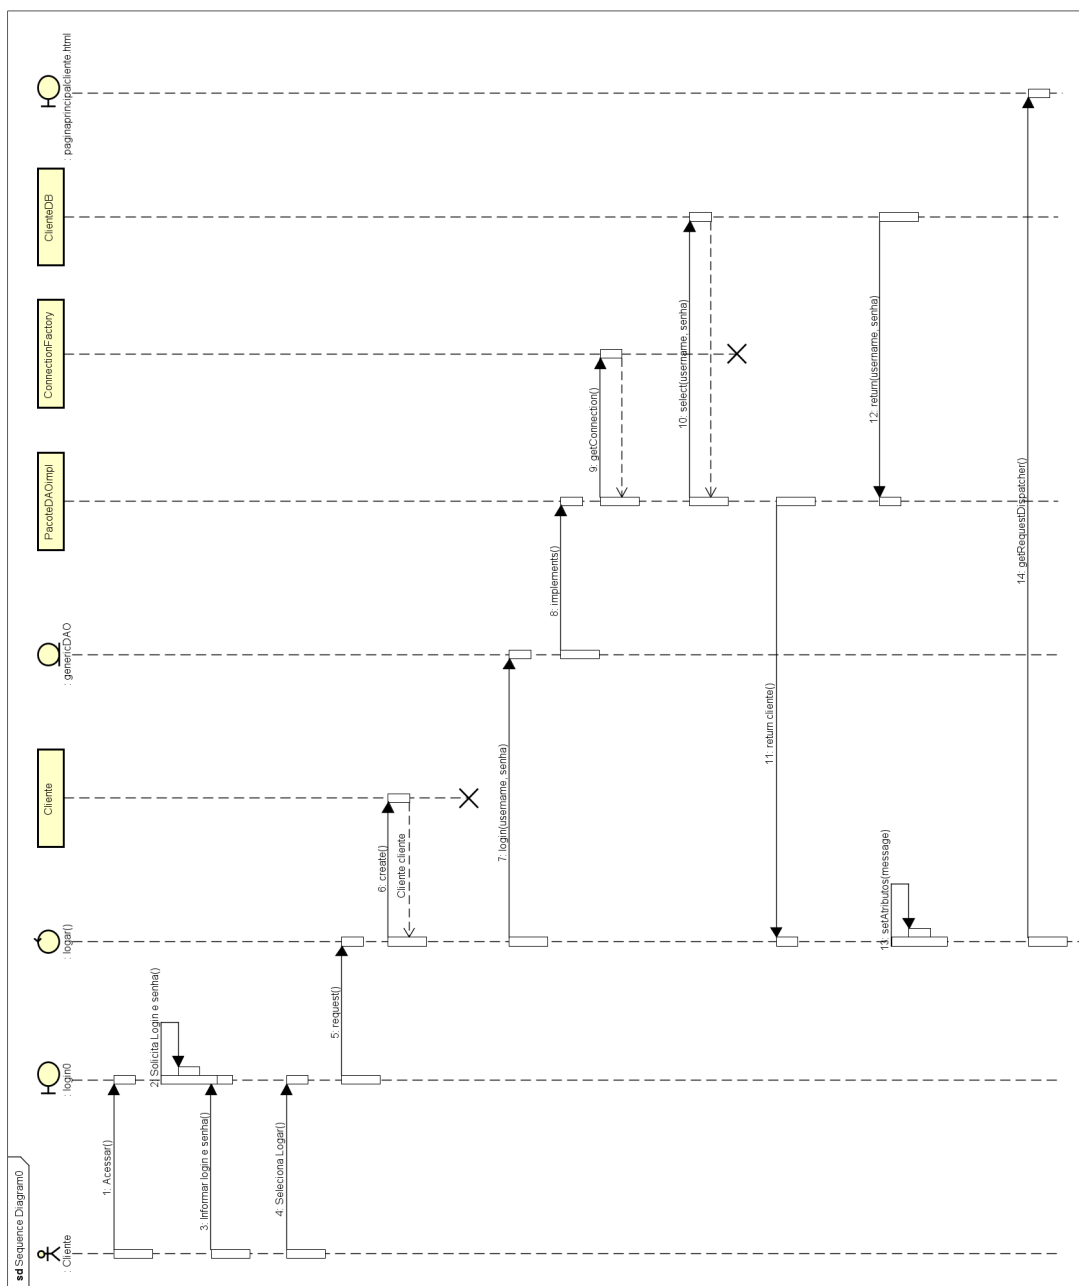 sd Sequence Diagram0
: Cliente
: login0
: logar()
Cliente
: genericDAO
PacoteDAOImpl
ConnectionFactory
ClienteDB
: paginaprincipalcliente.html
1: Acessar()
2: Solicita Login e senha()
3: Informar login e senha()
4: Seleciona Logar()
5: request()
6: create()
Cliente cliente
7: login(username, senha)
8: implements()
9: getConnection()
10: select(username, senha)
11: return cliente()
12: return(username, senha)
13: setAtributos(message)
14: getRequestDispatcher()